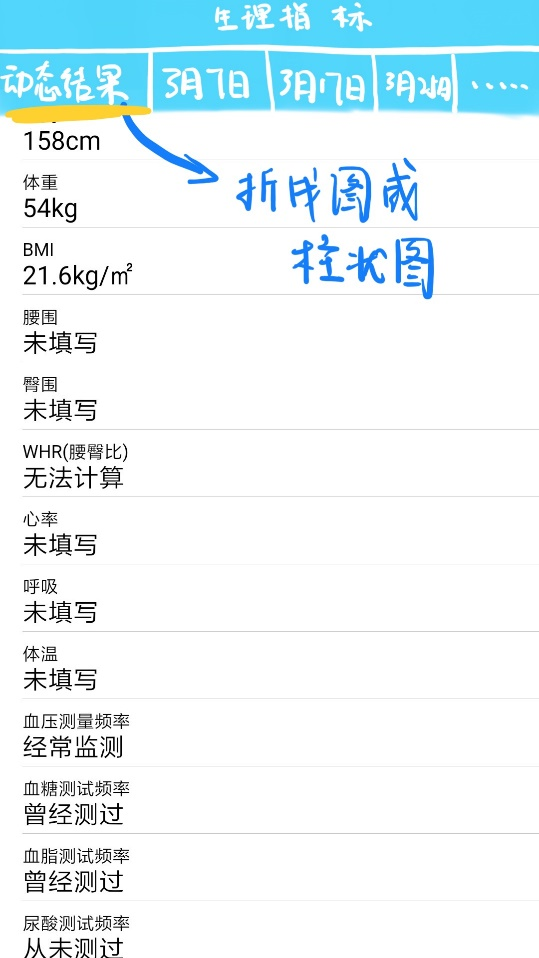 生理指标
动态结果 3月7日 3月17日 3月21日 ......
158cm
折线图或
柱状图
体重
54kg
BMI
21.6kg/㎡
腰围
未填写
臀围
未填写
WHR(腰臀比)
无法计算
心率
未填写
呼吸
未填写
体温
未填写
血压测量频率
经常监测
血糖测试频率
曾经测过
血脂测试频率
曾经测过
尿酸测试频率
从未测过